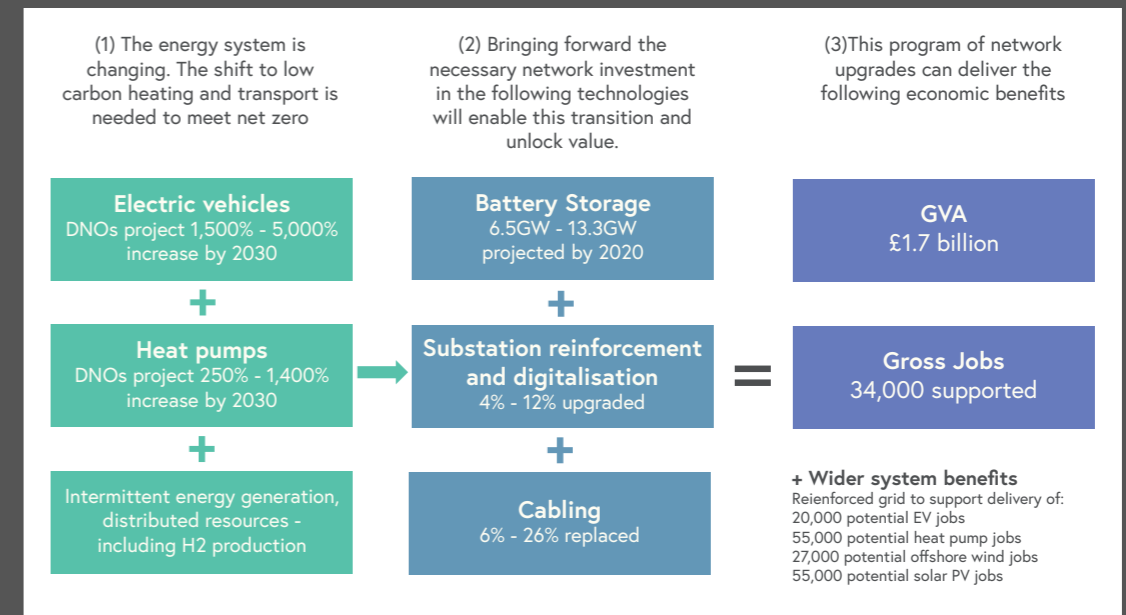 (1) The energy system is
changing. The shift to low
carbon heating and transport is
needed to meet net zero
(2) Bringing forward the
necessary network investment
in the following technologies
will enable this transition and
unlock value.
(3)This program of network
upgrades can deliver the
following economic benefits
Electric vehicles
DNOs project 1,500% - 5,000%
increase by 2030
+
Heat pumps
DNOs project 250% - 1,400%
increase by 2030
+
Intermittent energy generation,
distributed resources -
including H2 production
Battery Storage
6.5GW - 13.3GW
projected by 2020
+
Substation reinforcement
and digitalisation
4% - 12% upgraded
+
Cabling
6% - 26% replaced
=
GVA
£1.7 billion
Gross Jobs
34,000 supported
+ Wider system benefits
Reienforced grid to support delivery of:
20,000 potential EV jobs
55,000 potential heat pump jobs
27,000 potential offshore wind jobs
55,000 potential solar PV jobs